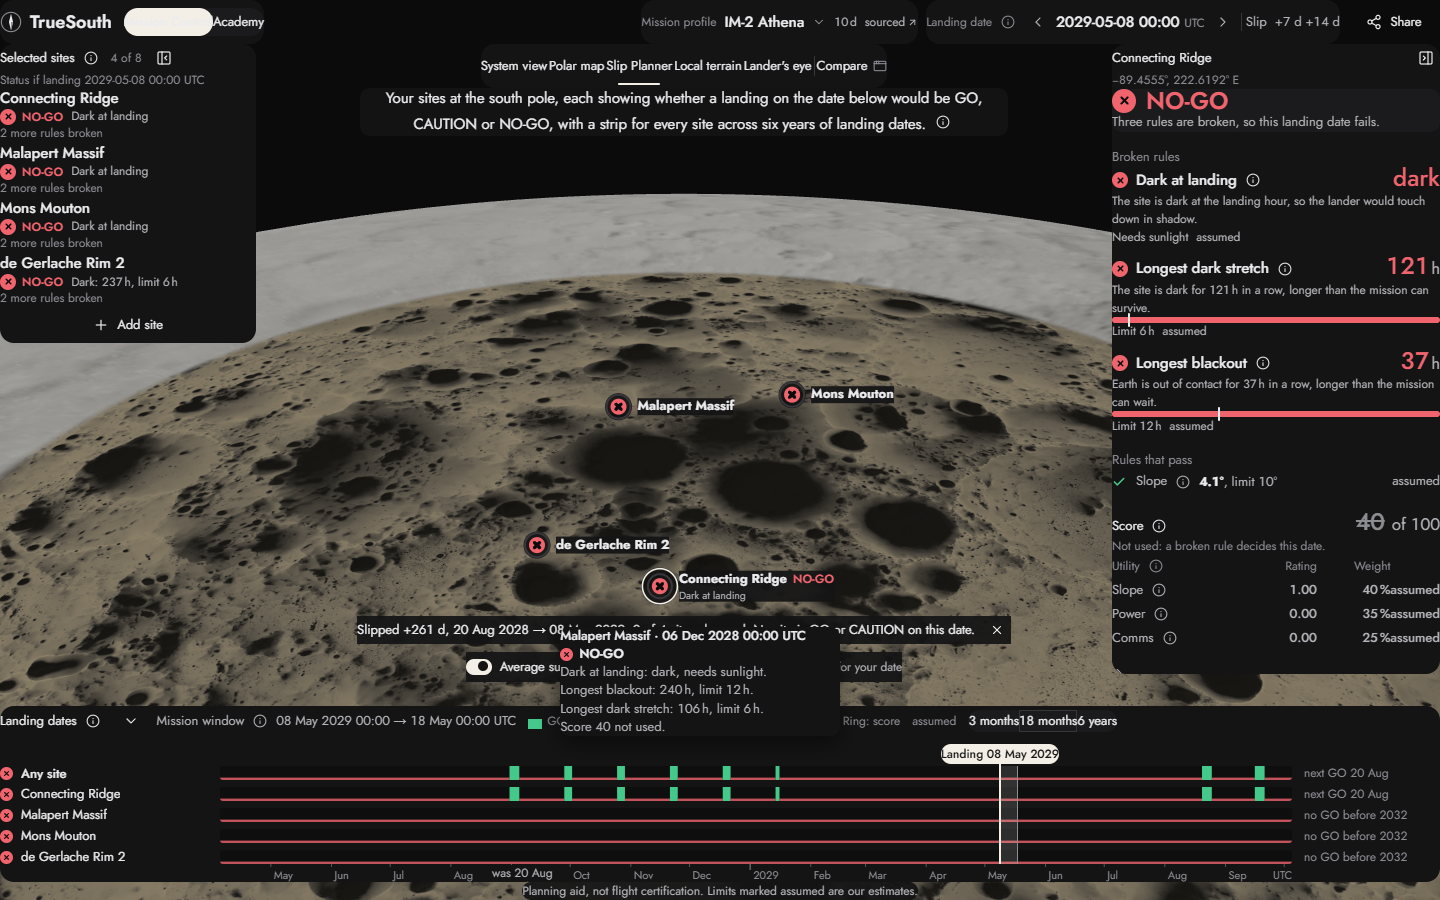 TrueSouth
Academy
Mission profile IM-2 Athena 10 d sourced ↗
Landing date 2029-05-08 00:00 UTC
Slip +7 d +14 d
Share
Selected sites 4 of 8
Status if landing 2029-05-08 00:00 UTC
Connecting Ridge
NO-GO Dark at landing
2 more rules broken
Malapert Massif
NO-GO Dark at landing
2 more rules broken
Mons Mouton
NO-GO Dark at landing
2 more rules broken
de Gerlache Rim 2
NO-GO Dark: 237 h, limit 6 h
2 more rules broken
+ Add site
System view Polar map Slip Planner Local terrain Lander's eye Compare
Your sites at the south pole, each showing whether a landing on the date below would be GO,
CAUTION or NO-GO, with a strip for every site across six years of landing dates.
Malapert Massif
Mons Mouton
de Gerlache Rim 2
Connecting Ridge NO-GO
Dark at landing
Slipped +261 d, 20 Aug 2028 → 08
or CAUTION on this date.
Average su
or your date
Malapert Massif · 06 Dec 2028 00:00 UTC
NO-GO
Dark at landing: dark, needs sunlight.
Longest blackout: 240 h, limit 12 h.
Longest dark stretch: 106 h, limit 6 h.
Score 40 not used.
Connecting Ridge
−89.4555°, 222.6192° E
NO-GO
Three rules are broken, so this landing date fails.
Broken rules
Dark at landing dark
The site is dark at the landing hour, so the lander would touch
down in shadow.
Needs sunlight assumed
Longest dark stretch 121 h
The site is dark for 121 h in a row, longer than the mission can
survive.
Limit 6 h assumed
Longest blackout 37 h
Earth is out of contact for 37 h in a row, longer than the mission
can wait.
Limit 12 h assumed
Rules that pass
Slope 4.1°, limit 10° assumed
Score 40 of 100
Not used: a broken rule decides this date.
Utility Rating Weight
Slope 1.00 40 % assumed
Power 0.00 35 % assumed
Comms 0.00 25 % assumed
Landing dates Mission window 08 May 2029 00:00 → 18 May 00:00 UTC GO
Ring: score assumed 3 months 18 months 6 years
Landing 08 May 2029
Any site next GO 20 Aug
Connecting Ridge next GO 20 Aug
Malapert Massif no GO before 2032
Mons Mouton no GO before 2032
de Gerlache Rim 2 no GO before 2032
May Jun Jul Aug was 20 Aug Oct Nov Dec 2029 Feb Mar Apr May Jun Jul Aug Sep UTC
Planning aid, not flight certification. Limits marked assumed are our estimates.